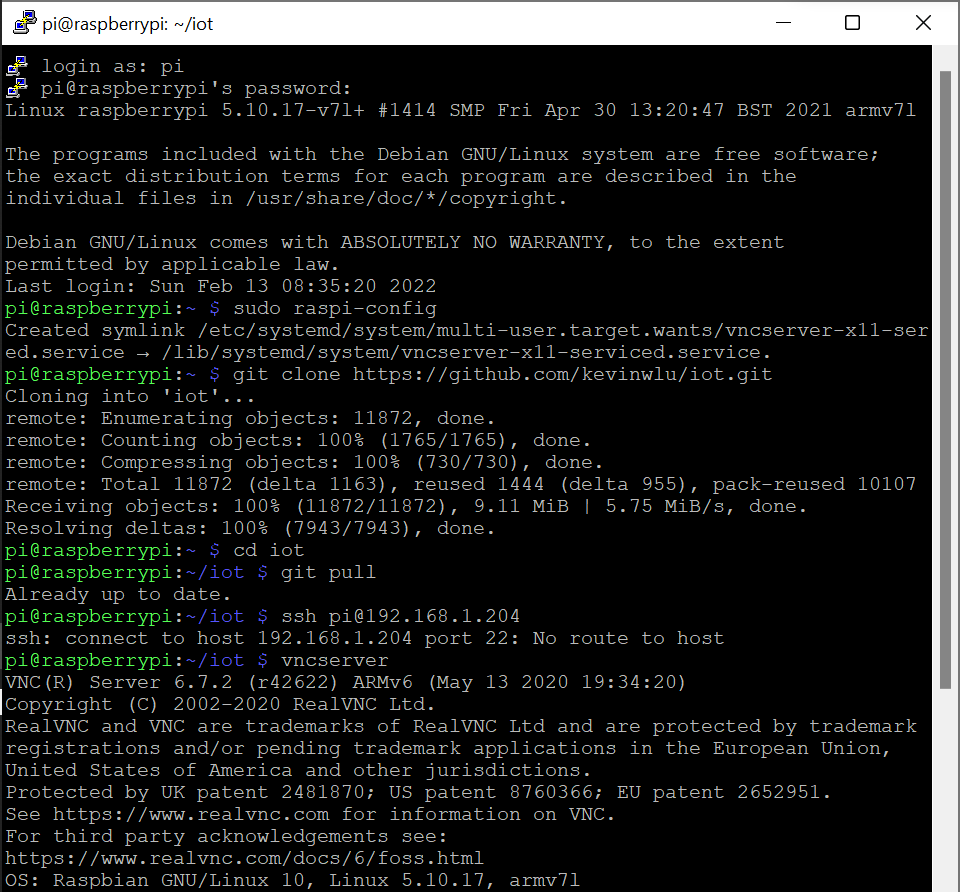 pi@raspberrypi: ~/iot
login as: pi
pi@raspberrypi's password:
Linux raspberrypi 5.10.17-v7l+ #1414 SMP Fri Apr 30 13:20:47 BST 2021 armv7l
The programs included with the Debian GNU/Linux system are free software;
the exact distribution terms for each program are described in the
individual files in /usr/share/doc/*/copyright.
Debian GNU/Linux comes with ABSOLUTELY NO WARRANTY, to the extent
permitted by applicable law.
Last login: Sun Feb 13 08:35:20 2022
pi@raspberrypi:~ $ sudo raspi-config
Created symlink /etc/systemd/system/multi-user.target.wants/vncserver-x11-ser
ed.service → /lib/systemd/system/vncserver-x11-serviced.service.
pi@raspberrypi:~ $ git clone https://github.com/kevinwlu/iot.git
Cloning into 'iot'...
remote: Enumerating objects: 11872, done.
remote: Counting objects: 100% (1765/1765), done.
remote: Compressing objects: 100% (730/730), done.
remote: Total 11872 (delta 1163), reused 1444 (delta 955), pack-reused 10107
Receiving objects: 100% (11872/11872), 9.11 MiB | 5.75 MiB/s, done.
Resolving deltas: 100% (7943/7943), done.
pi@raspberrypi:~ $ cd iot
pi@raspberrypi:~/iot $ git pull
Already up to date.
pi@raspberrypi:~/iot $ ssh pi@192.168.1.204
ssh: connect to host 192.168.1.204 port 22: No route to host
pi@raspberrypi:~/iot $ vncserver
VNC(R) Server 6.7.2 (r42622) ARMv6 (May 13 2020 19:34:20)
Copyright (C) 2002-2020 RealVNC Ltd.
RealVNC and VNC are trademarks of RealVNC Ltd and are protected by trademark
registrations and/or pending trademark applications in the European Union,
United States of America and other jurisdictions.
Protected by UK patent 2481870; US patent 8760366; EU patent 2652951.
See https://www.realvnc.com for information on VNC.
For third party acknowledgements see:
https://www.realvnc.com/docs/6/foss.html
OS: Raspbian GNU/Linux 10, Linux 5.10.17, armv7l